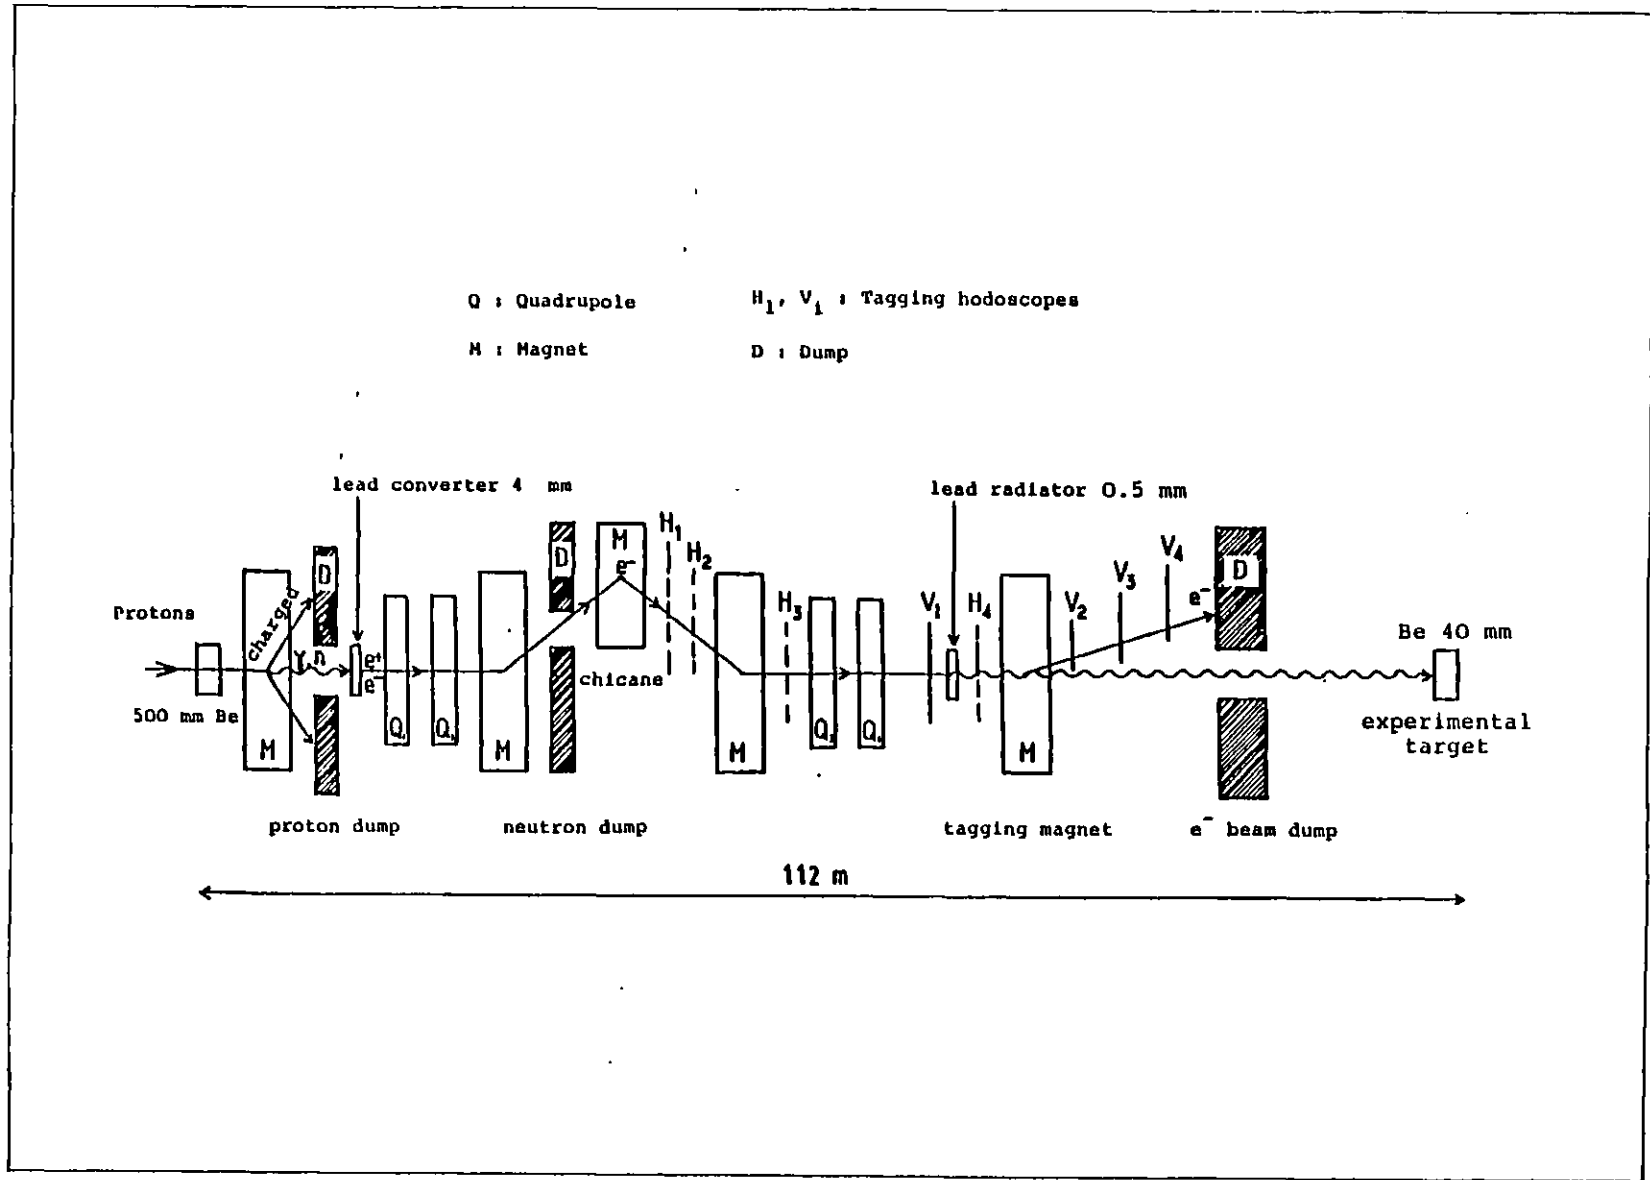 Q : Quadrupole H₁, V₁ : Tagging hodoscopes
M : Magnet D : Dump
lead converter 4 mm
lead radiator 0.5 mm
H₁
H₂
H₃
V₁
H₄
V₂
V₃
V₄
D
D
M
e⁻
D
e⁻
Protons
charged
γ, n
e⁺
e⁻
chicane
Be 40 mm
500 mm Be
M
Q
Q
M
M
Q
Q
M
experimental
target
proton dump
neutron dump
tagging magnet
e⁻ beam dump
112 m